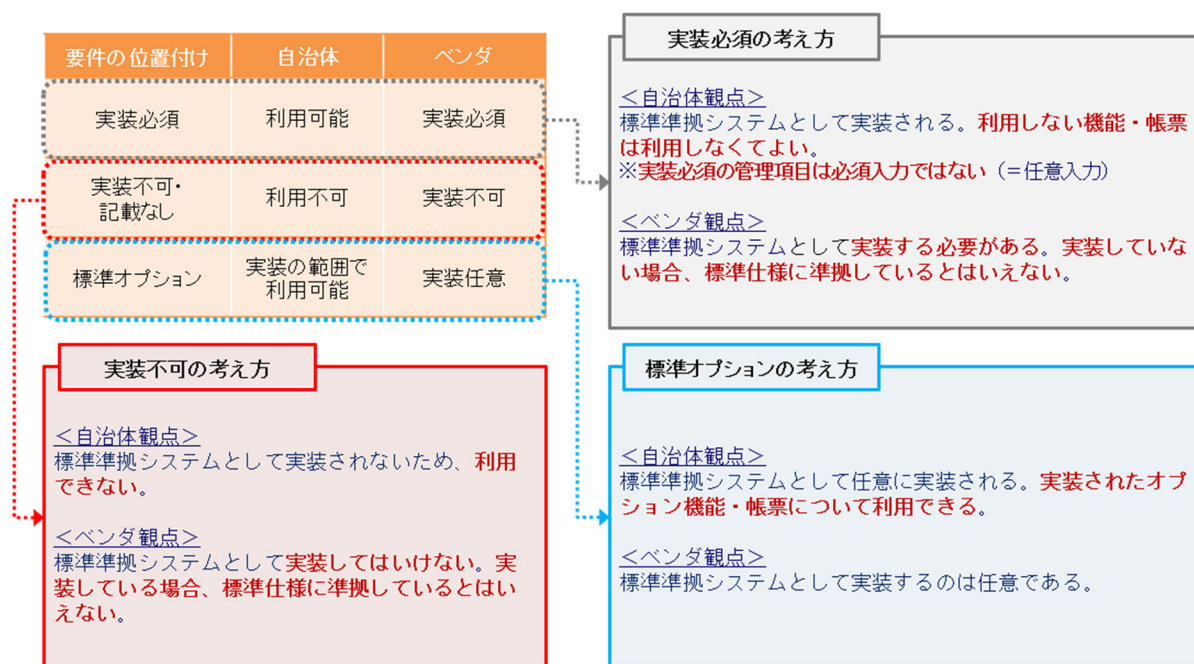 要件の位置付け 自治体 ベンダ
実装必須 利用可能 実装必須
実装不可・
記載なし 利用不可 実装不可
標準オプション 実装の範囲で
利用可能 実装任意
実装必須の考え方
＜自治体観点＞
標準準拠システムとして実装される。利用しない機能・帳票
は利用しなくてよい。
※実装必須の管理項目は必須入力ではない（＝任意入力）
＜ベンダ観点＞
標準準拠システムとして実装する必要がある。実装していな
い場合、標準仕様に準拠しているとはいえない。
実装不可の考え方
＜自治体観点＞
標準準拠システムとして実装されないため、利用
できない。
＜ベンダ観点＞
標準準拠システムとして実装してはいけない。実
装している場合、標準仕様に準拠しているとはい
えない。
標準オプションの考え方
＜自治体観点＞
標準準拠システムとして任意に実装される。実装されたオプ
ション機能・帳票について利用できる。
＜ベンダ観点＞
標準準拠システムとして実装するのは任意である。